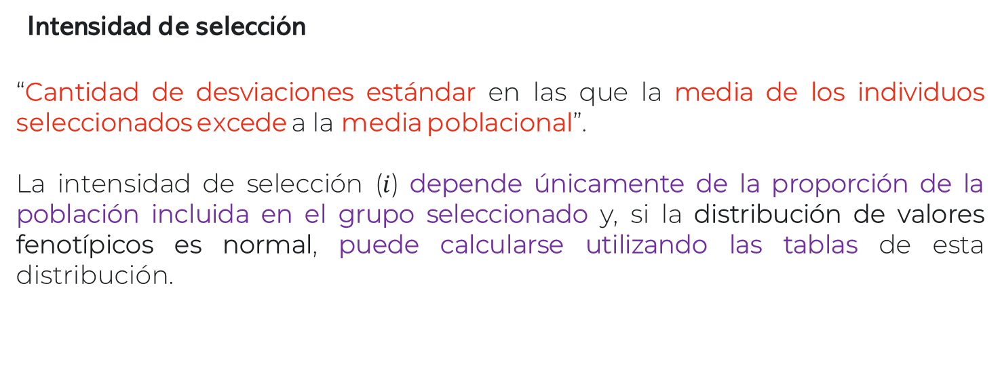 Intensidad de selección
“Cantidad de desviaciones estándar en las que la media de los individuos
seleccionados excede a la media poblacional”.
La intensidad de selección (i) depende únicamente de la proporción de la
población incluida en el grupo seleccionado y, si la distribución de valores
fenotípicos es normal, puede calcularse utilizando las tablas de esta
distribución.